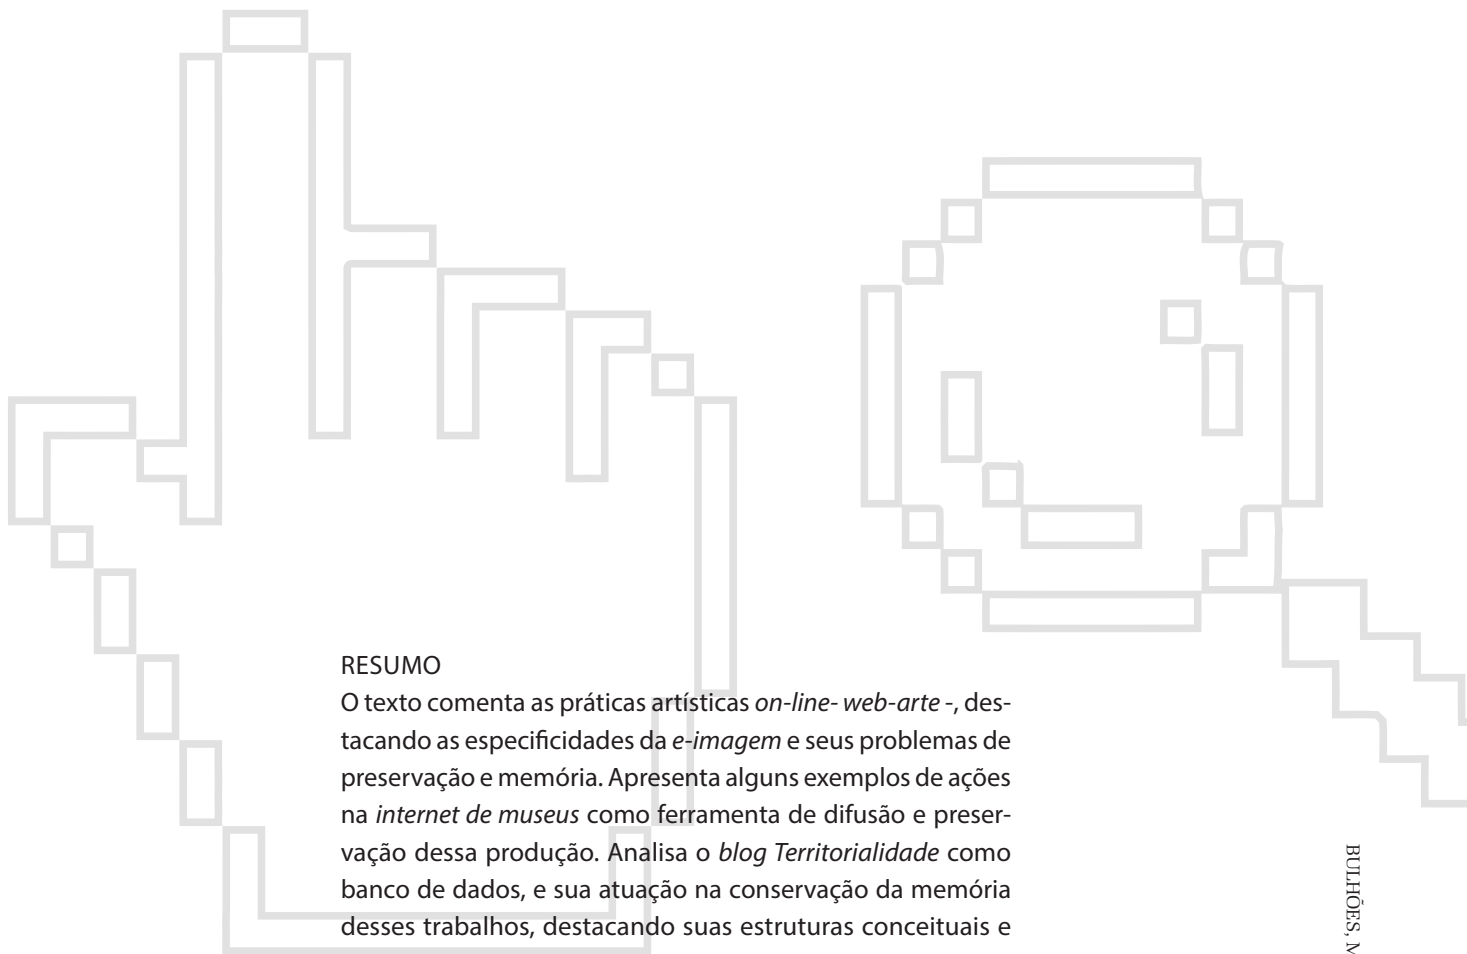 RESUMO
O texto comenta as práticas artísticas on-line- web-arte -, des-
tacando as especificidades da e-imagem e seus problemas de
preservação e memória. Apresenta alguns exemplos de ações
na internet de museus como ferramenta de difusão e preser-
vação dessa produção. Analisa o blog Territorialidade como
banco de dados, e sua atuação na conservação da memória
desses trabalhos, destacando suas estruturas conceituais e
BULHÕES, M